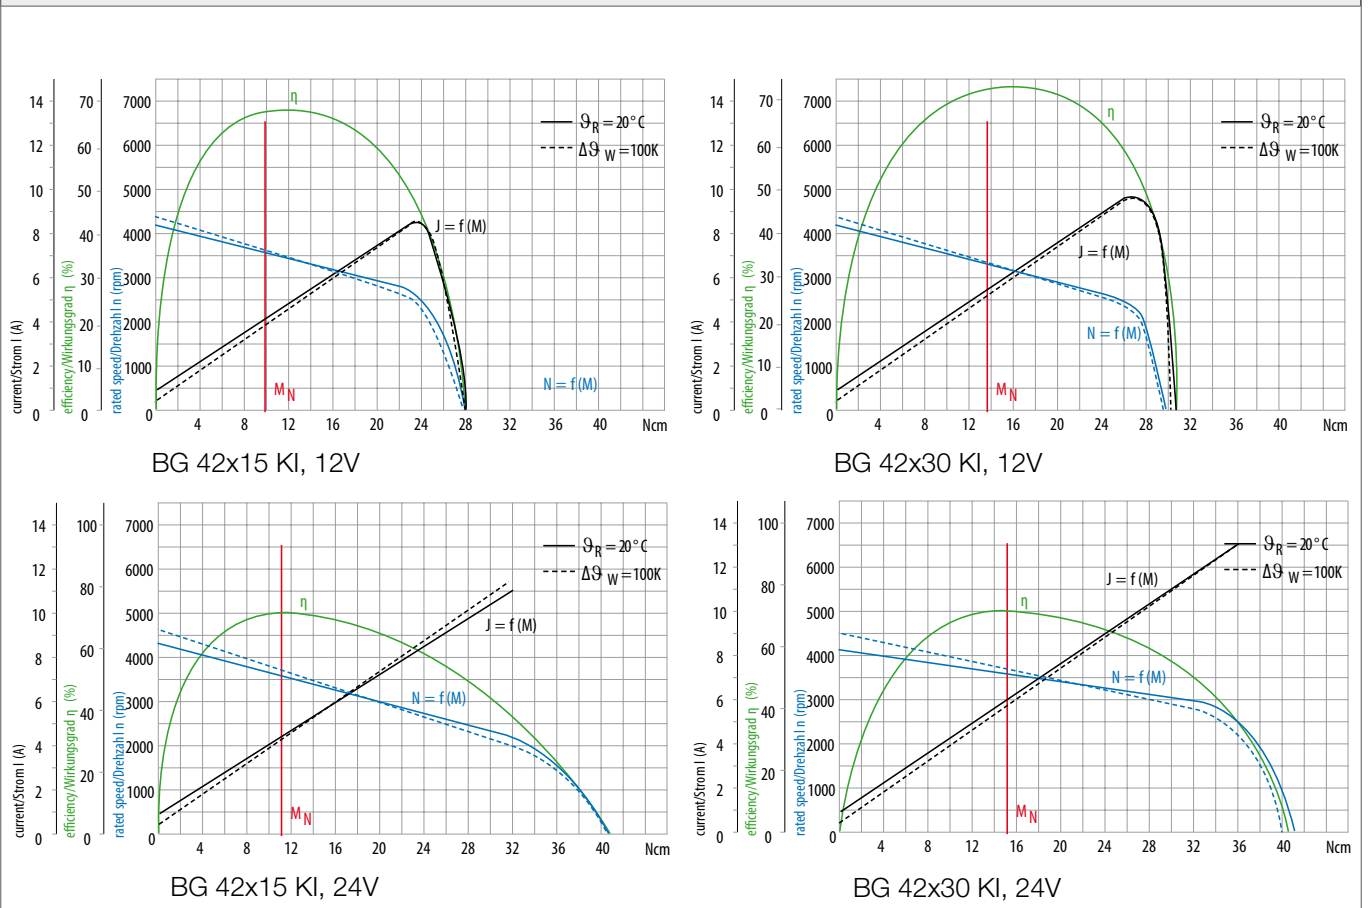 14 70 7000
12 60 6000
10 50 5000
8 40 4000
6 30 3000
4 20 2000
2 10 1000
0 0 0
current/Strom I (A)
efficiency/Wirkungsgrad η (%)
rated speed/Drehzahl n (rpm)
η
ϑR = 20°C
Δϑ W =100K
J = f (M)
N = f (M)
MN
4 8 12 16 20 24 28 32 36 40 Ncm
BG 42x15 KI, 12V
14 70 7000
12 60 6000
10 50 5000
8 40 4000
6 30 3000
4 20 2000
2 10 1000
0 0 0
current/Strom I (A)
efficiency/Wirkungsgrad η (%)
rated speed/Drehzahl n (rpm)
η
ϑR = 20°C
Δϑ W =100K
J = f (M)
N = f (M)
MN
4 8 12 16 20 24 28 32 36 40 Ncm
BG 42x30 KI, 12V
14 100 7000
12 80 6000
10 5000
8 60 4000
6 40 3000
4 20 2000
2 1000
0 0 0
current/Strom I (A)
efficiency/Wirkungsgrad η (%)
rated speed/Drehzahl n (rpm)
η
ϑR = 20°C
Δϑ W =100K
J = f (M)
N = f (M)
MN
4 8 12 16 20 24 28 32 36 40 Ncm
BG 42x15 KI, 24V
14 100 7000
12 80 6000
10 5000
8 60 4000
6 40 3000
4 20 2000
2 1000
0 0 0
current/Strom I (A)
efficiency/Wirkungsgrad η (%)
rated speed/Drehzahl n (rpm)
η
ϑR = 20°C
Δϑ W =100K
J = f (M)
N = f (M)
MN
4 8 12 16 20 24 28 32 36 40 Ncm
BG 42x30 KI, 24V